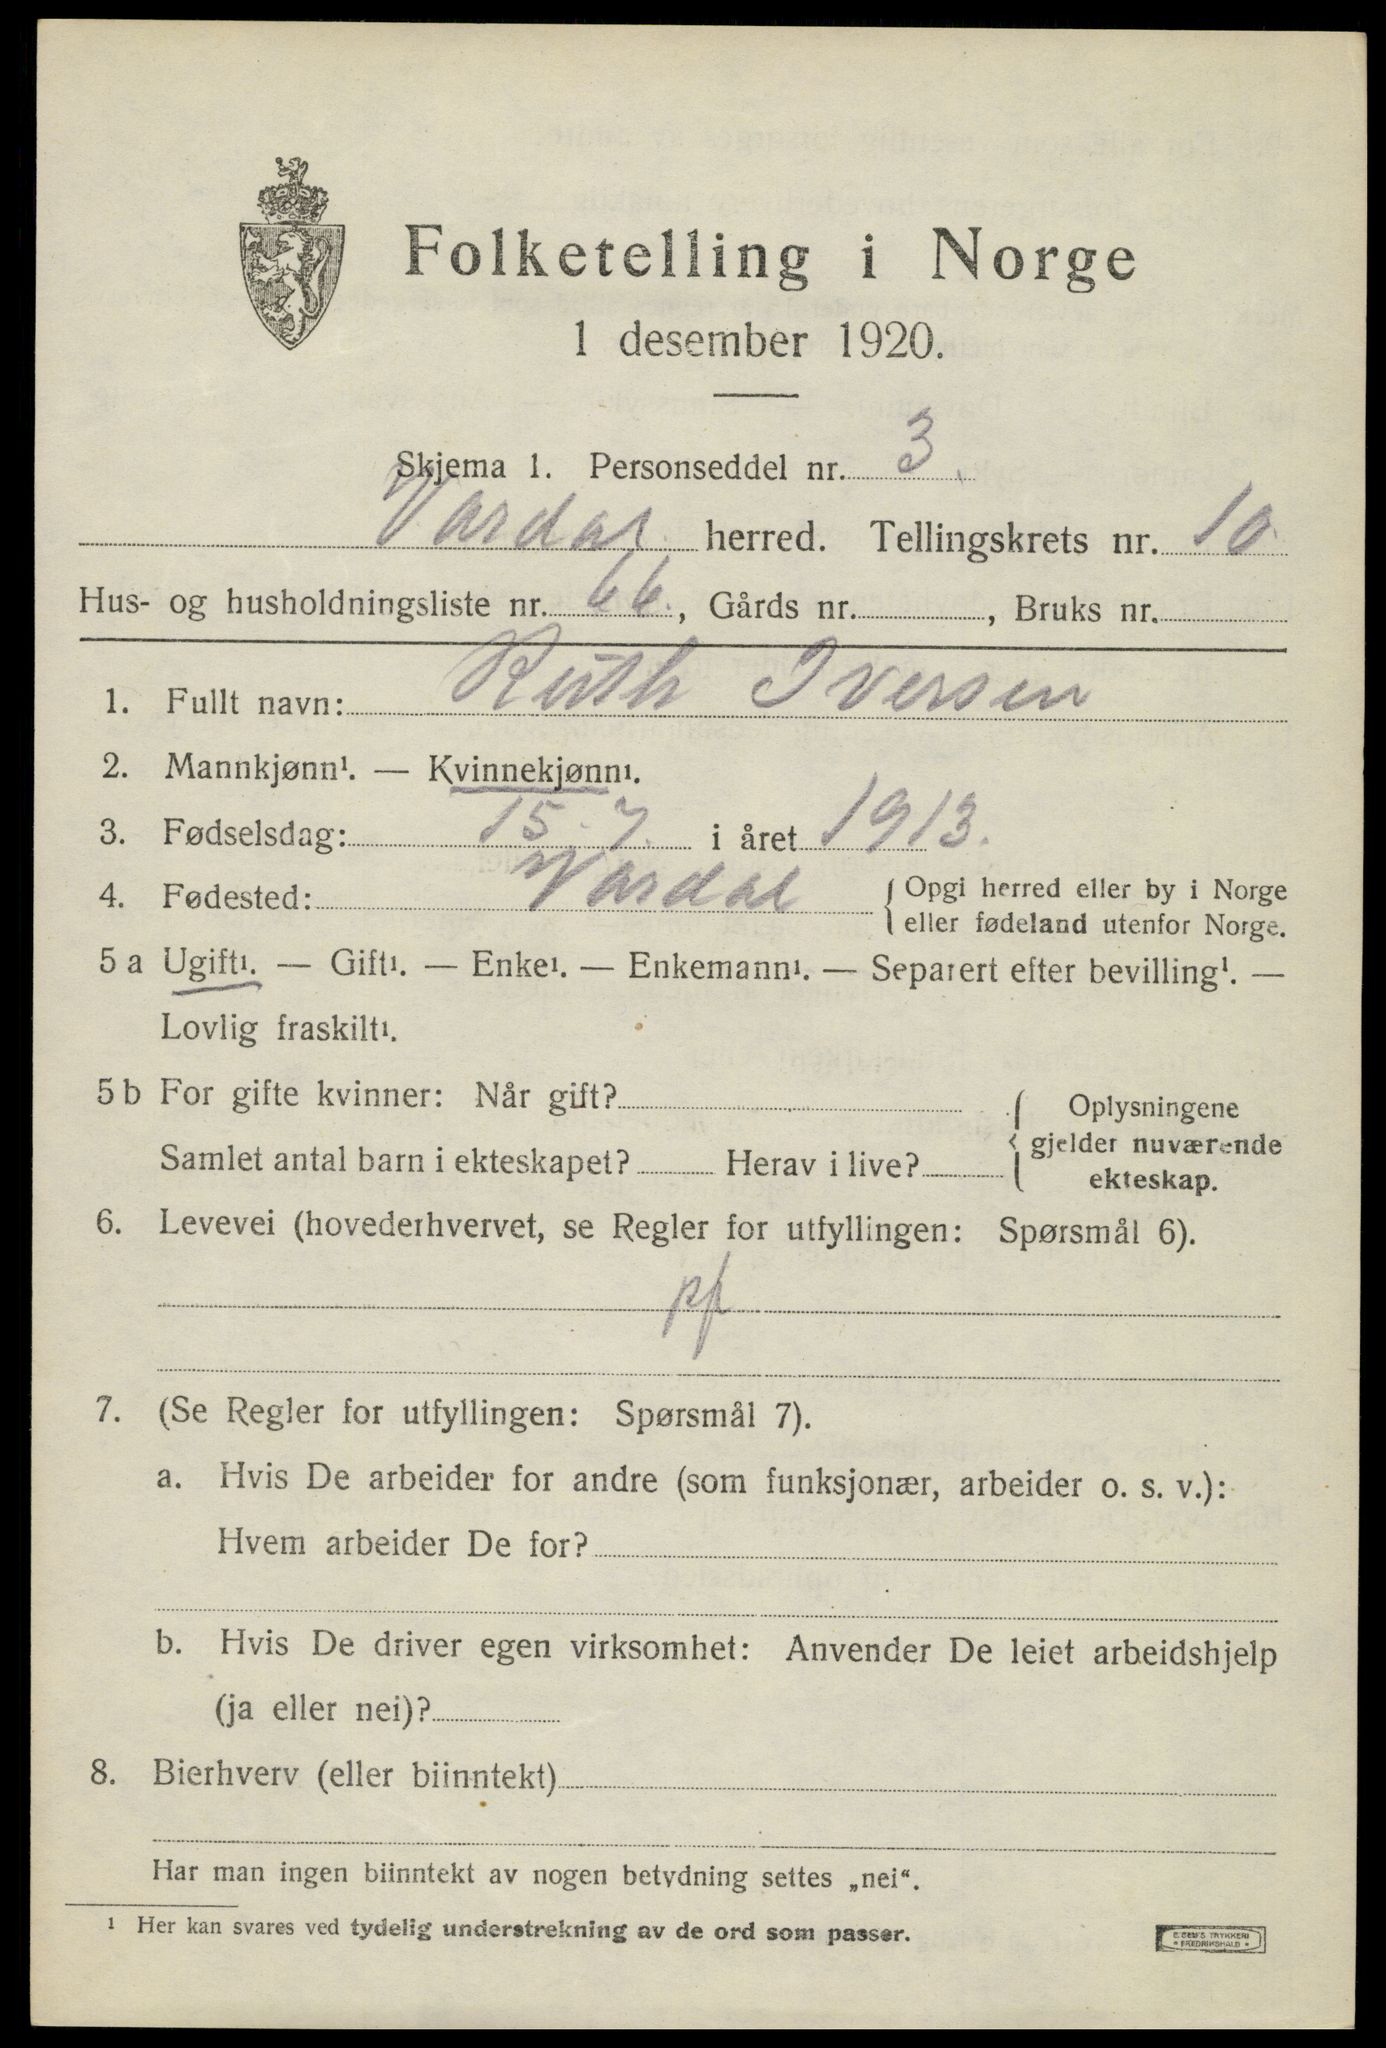 Folketelling i Norge
1 desember 1920.
Skjema 1. Personseddel nr. 3.
Vardal herred. Tellingskrets nr. 10.
Hus- og husholdningsliste nr. 66, Gårds nr. , Bruks nr.
1. Fullt navn: Ruth Iversen
2. Mannkjønn¹. — Kvinnekjønn¹.
3. Fødselsdag: 15-7. i året 1913.
4. Fødested: Vardal { Opgi herred eller by i Norge
eller fødeland utenfor Norge.
5 a Ugift¹. — Gift¹. — Enke¹. — Enkemann¹. — Separert efter bevilling¹. —
Lovlig fraskilt¹.
5 b For gifte kvinner: Når gift? { Oplysningene
gjelder nuværende
Samlet antal barn i ekteskapet? Herav i live?
ekteskap.
6. Levevei (hovederhvervet, se Regler for utfyllingen: Spørsmål 6).
pf
7. (Se Regler for utfyllingen: Spørsmål 7).
a. Hvis De arbeider for andre (som funksjonær, arbeider o. s. v.):
Hvem arbeider De for?
b. Hvis De driver egen virksomhet: Anvender De leiet arbeidshjelp
(ja eller nei)?
8. Bierhverv (eller biinntekt)
Har man ingen biinntekt av nogen betydning settes „nei“.
¹ Her kan svares ved tydelig understrekning av de ord som passer.
TRYKKERI
• FREDRIKSHALD •